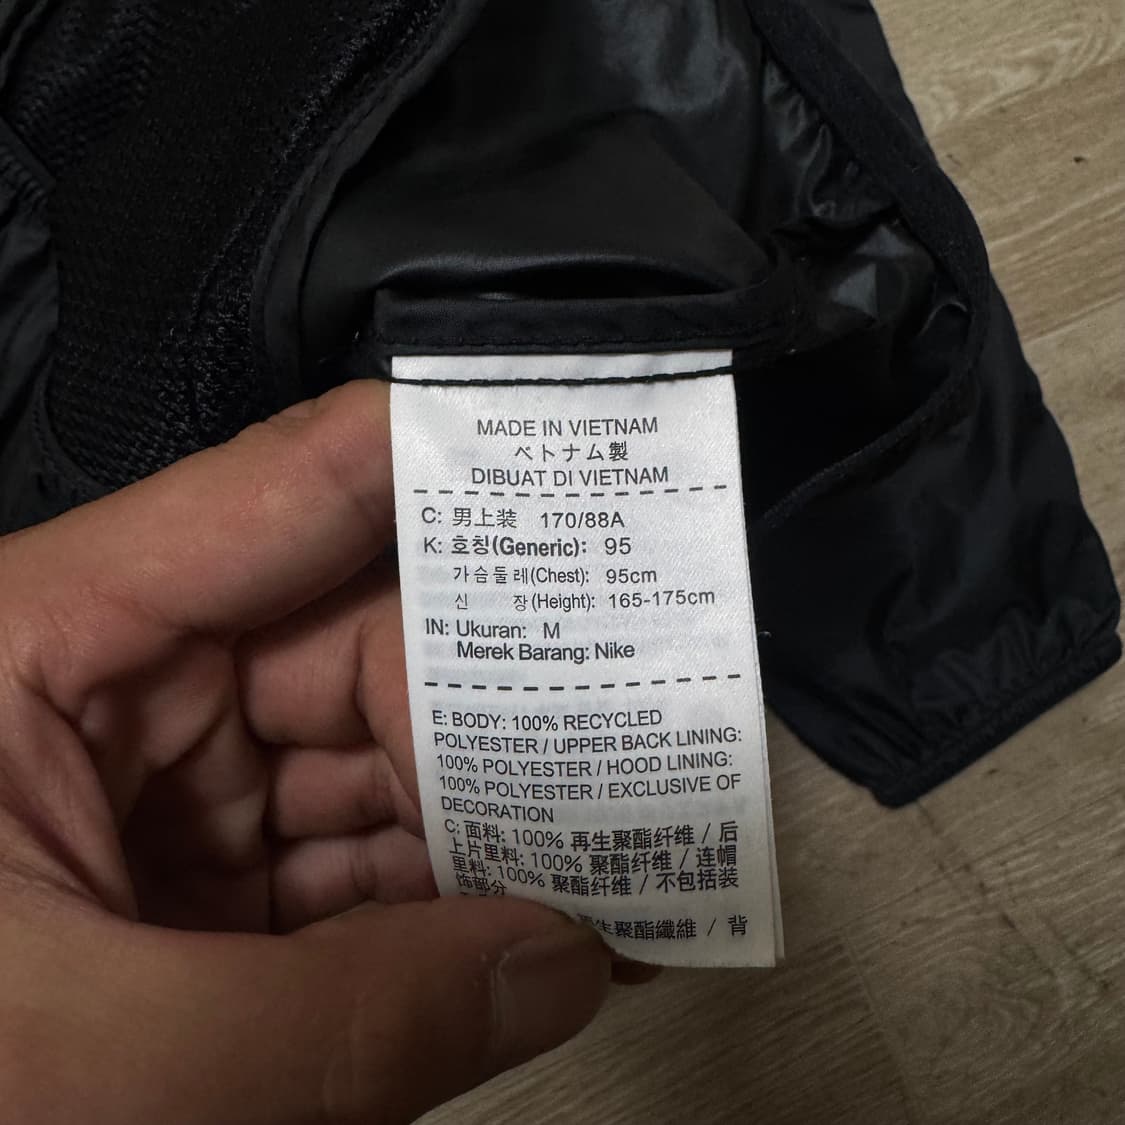 MADE IN VIETNAM
ベトナム製
DIBUAT DI VIETNAM
C: 男上装 170/88A
K: 호칭(Generic): 95
가슴둘레(Chest): 95cm
신 장(Height): 165-175cm
IN: Ukuran: M
Merek Barang: Nike
E: BODY: 100% RECYCLED
POLYESTER / UPPER BACK LINING:
100% POLYESTER / HOOD LINING:
100% POLYESTER / EXCLUSIVE OF
DECORATION
C: 面料: 100% 再生聚酯纤维 / 后
上片里料: 100% 聚酯纤维 / 连帽
里料: 100% 聚酯纤维 / 不包括装
饰部分
生聚酯纖維 / 背